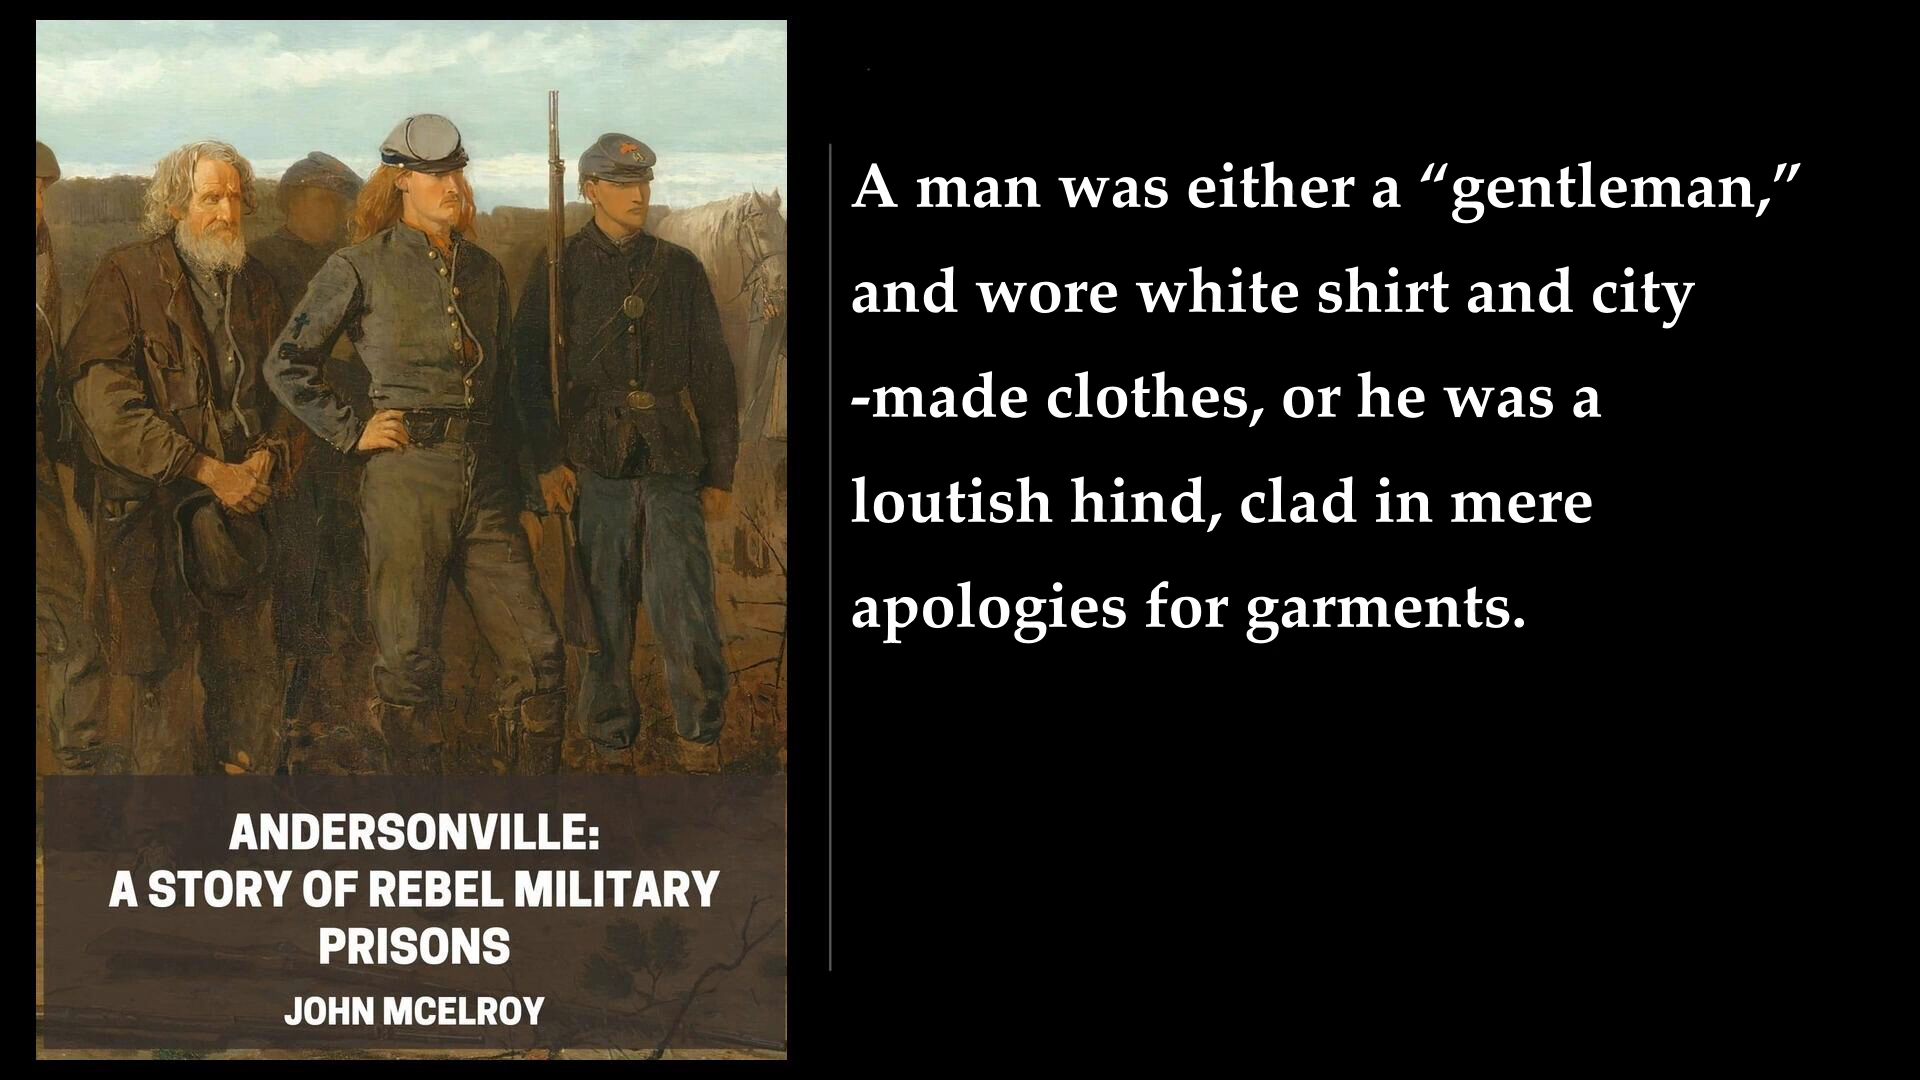 ANDERSONVILLE:
A STORY OF REBEL MILITARY
PRISONS
JOHN MCELROY
A man was either a “gentleman,”
and wore white shirt and city
-made clothes, or he was a
loutish hind, clad in mere
apologies for garments.